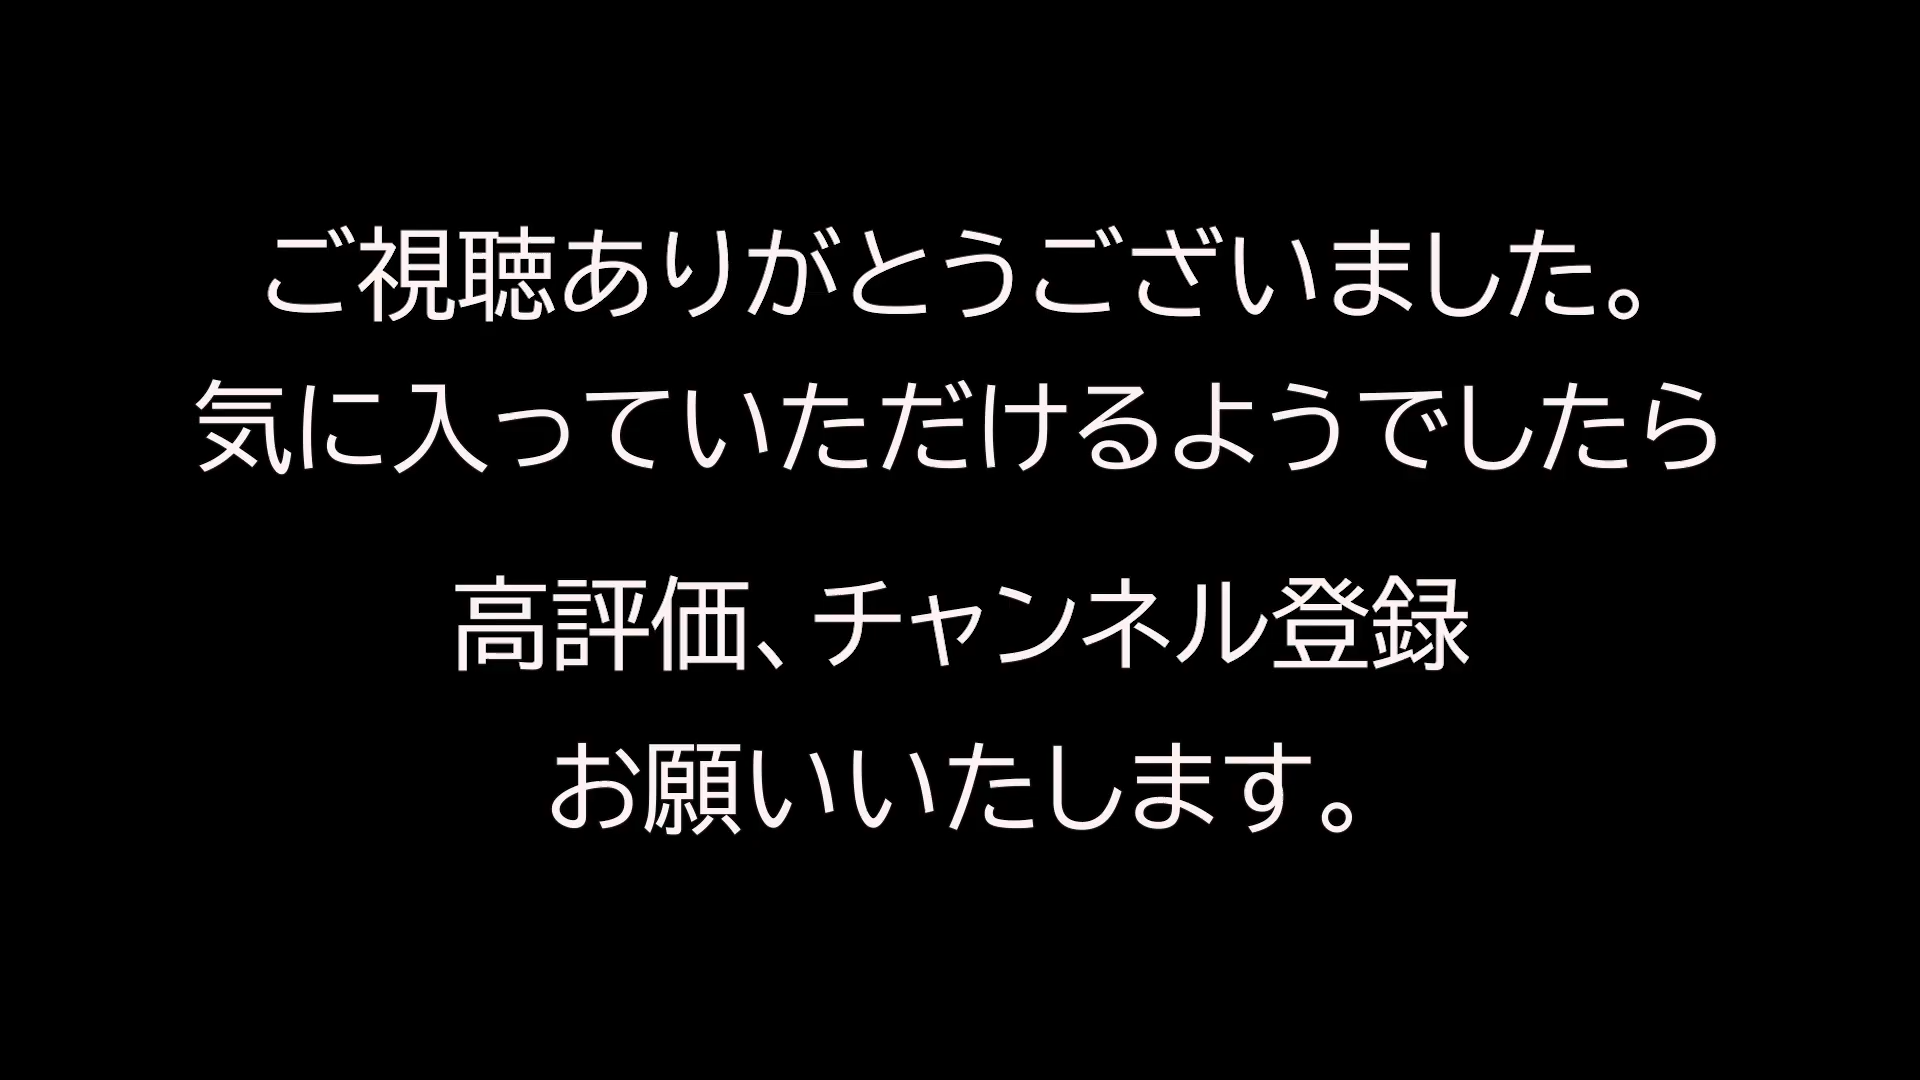 ご視聴ありがとうございました。
気に入っていただけるようでしたら
高評価、チャンネル登録
お願いいたします。